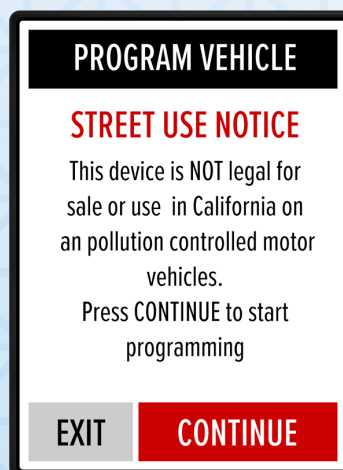 PROGRAM VEHICLE
STREET USE NOTICE
This device is NOT legal for
sale or use in California on
an pollution controlled motor
vehicles.
Press CONTINUE to start
programming
EXIT
CONTINUE